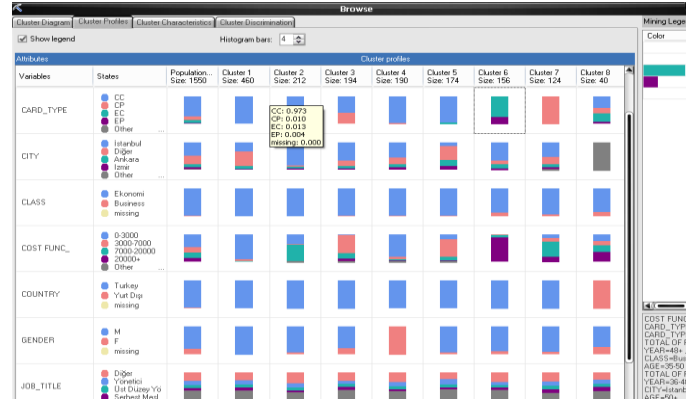 Browse
Cluster Diagram Cluster Profiles Cluster Characteristics Cluster Discrimination
Mining Lege
Show legend
Histogram bars: 4
Color
Attributes
Cluster profiles
Variables States Population... Cluster 1 Cluster 2 Cluster 3 Cluster 4 Cluster 5 Cluster 6 Cluster 7 Cluster 8
Size: 1550 Size: 460 Size: 212 Size: 194 Size: 190 Size: 174 Size: 156 Size: 124 Size: 40
CARD_TYPE
CC
CP
EC
EP
Other ...
CC: 0.973
CP: 0.010
EC: 0.013
EP: 0.004
missing: 0.000
CITY
İstanbul
Diğer
Ankara
İzmir
Other ...
CLASS
Ekonomi
Business
missing
COST FUNC_
0-3000
3000-7000
7000-20000
20000+
Other ...
COUNTRY
Turkey
Yurt Dışı
missing
GENDER
M
F
missing
JOB_TITLE
Diğer
Yönetici
Üst Düzey Yö
Serbest Mesl
COST FUNC
CARD_TYP
CARD_TYP
TOTAL OF F
YEAR=48+,
CLASS=Bus
AGE=35-50
TOTAL OF F
YEAR=36-48
CITY=Istanb
AGE=50+